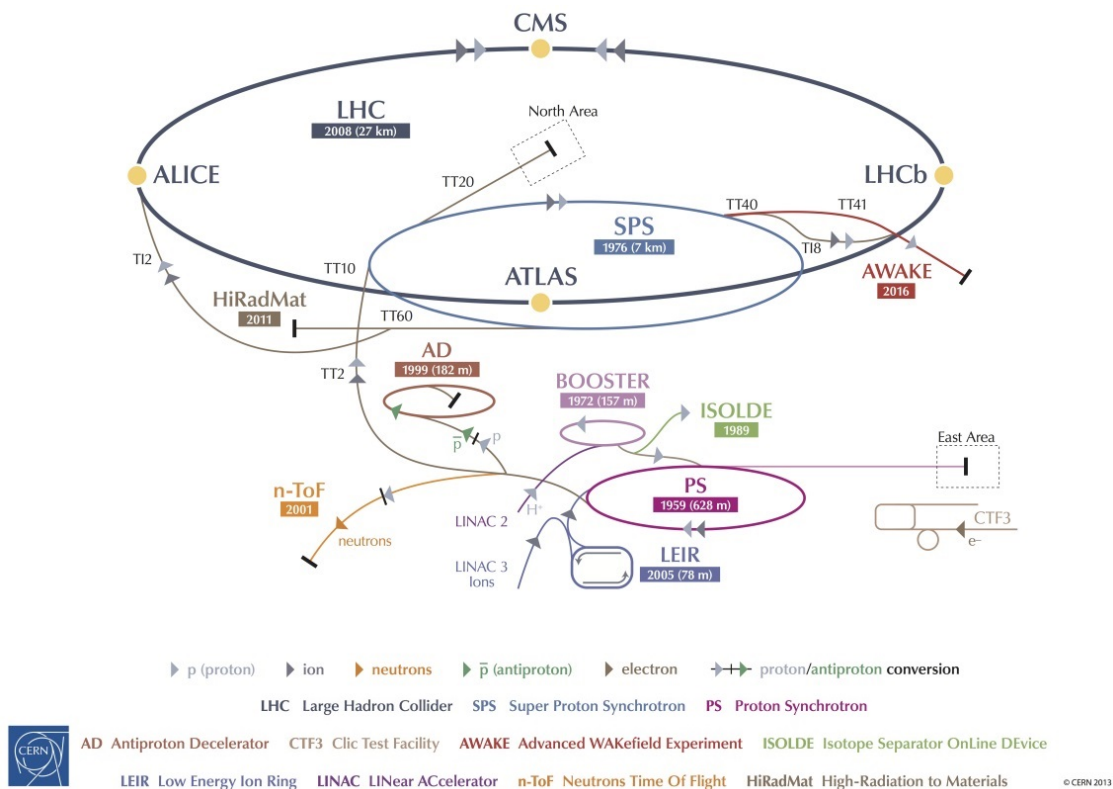 CMS
LHC
2008 (27 km)
North Area
ALICE
TT20
LHCb
TT40
TT41
SPS
1976 (7 km)
TI8
TI2
TT10
ATLAS
AWAKE
2016
HiRadMat
2011
TT60
AD
1999 (182 m)
TT2
BOOSTER
1972 (157 m)
ISOLDE
1989
p
p̅
East Area
n-ToF
2001
PS
1959 (628 m)
LINAC 2
H⁺
neutrons
CTF3
e–
LEIR
2005 (78 m)
LINAC 3
Ions
p (proton) ion neutrons p̅ (antiproton) electron proton/antiproton conversion
LHC Large Hadron Collider SPS Super Proton Synchrotron PS Proton Synchrotron
CERN
AD Antiproton Decelerator CTF3 Clic Test Facility AWAKE Advanced WAKefield Experiment ISOLDE Isotope Separator OnLine DEvice
LEIR Low Energy Ion Ring LINAC LINear ACcelerator n-ToF Neutrons Time Of Flight HiRadMat High-Radiation to Materials
© CERN 2013